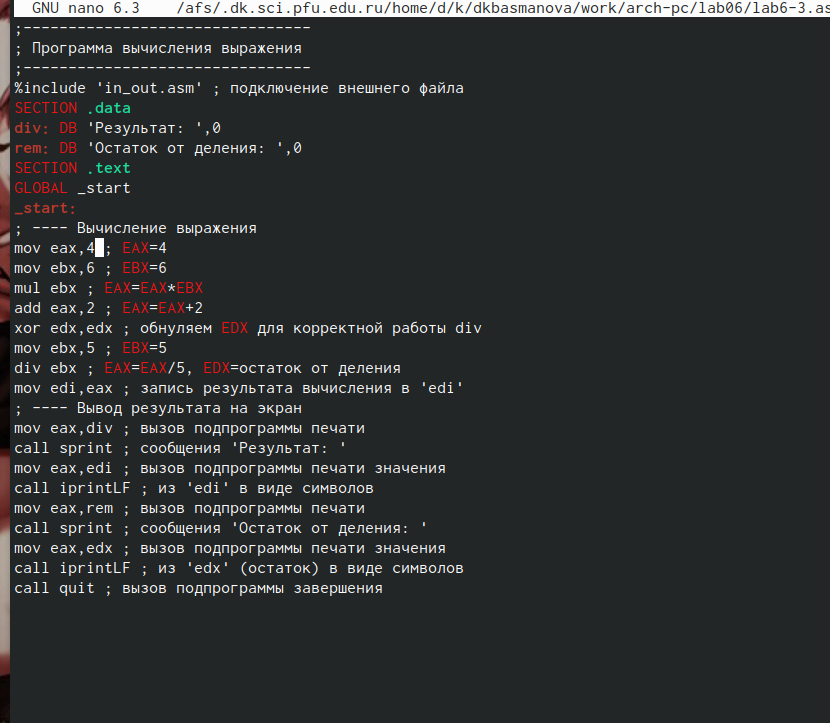 GNU nano 6.3 /afs/.dk.sci.pfu.edu.ru/home/d/k/dkbasmanova/work/arch-pc/lab06/lab6-3.as
;--------------------------------
; Программа вычисления выражения
;--------------------------------
%include 'in_out.asm' ; подключение внешнего файла
SECTION .data
div: DB 'Результат: ',0
rem: DB 'Остаток от деления: ',0
SECTION .text
GLOBAL _start
_start:
; ---- Вычисление выражения
mov eax,4 ; EAX=4
mov ebx,6 ; EBX=6
mul ebx ; EAX=EAX*EBX
add eax,2 ; EAX=EAX+2
xor edx,edx ; обнуляем EDX для корректной работы div
mov ebx,5 ; EBX=5
div ebx ; EAX=EAX/5, EDX=остаток от деления
mov edi,eax ; запись результата вычисления в 'edi'
; ---- Вывод результата на экран
mov eax,div ; вызов подпрограммы печати
call sprint ; сообщения 'Результат: '
mov eax,edi ; вызов подпрограммы печати значения
call iprintLF ; из 'edi' в виде символов
mov eax,rem ; вызов подпрограммы печати
call sprint ; сообщения 'Остаток от деления: '
mov eax,edx ; вызов подпрограммы печати значения
call iprintLF ; из 'edx' (остаток) в виде символов
call quit ; вызов подпрограммы завершения